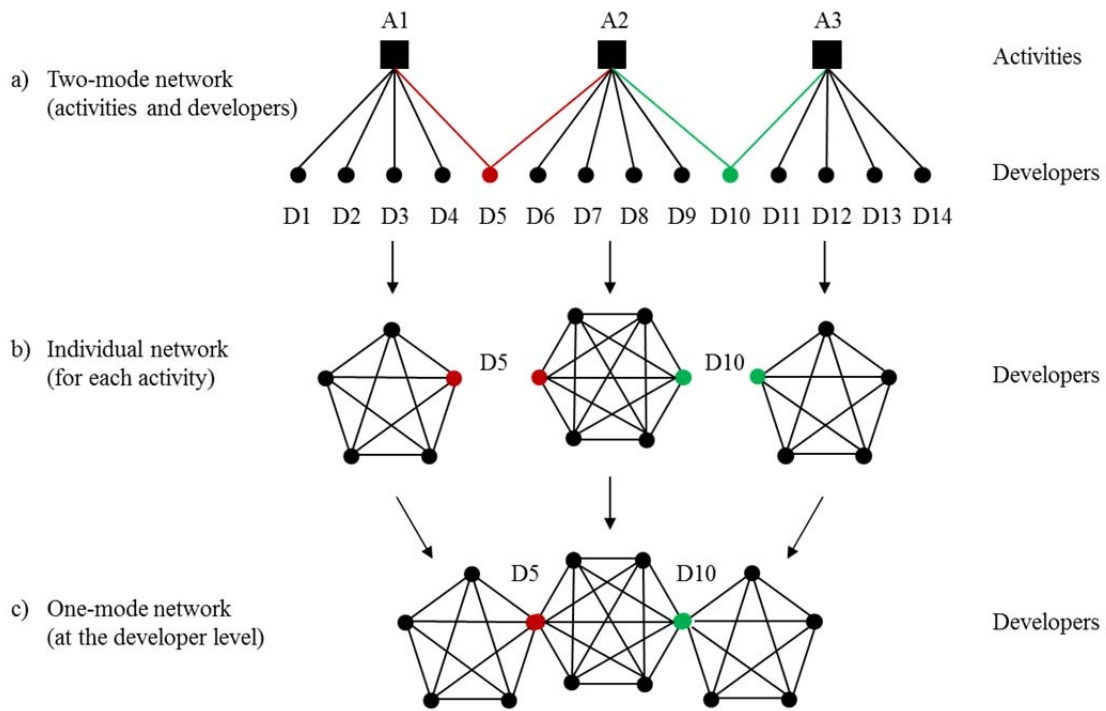 A1 A2 A3
a) Two-mode network
(activities and developers)
Activities
Developers
D1 D2 D3 D4 D5 D6 D7 D8 D9 D10 D11 D12 D13 D14
b) Individual network
(for each activity)
D5 D10
Developers
D5 D10
c) One-mode network
(at the developer level)
Developers